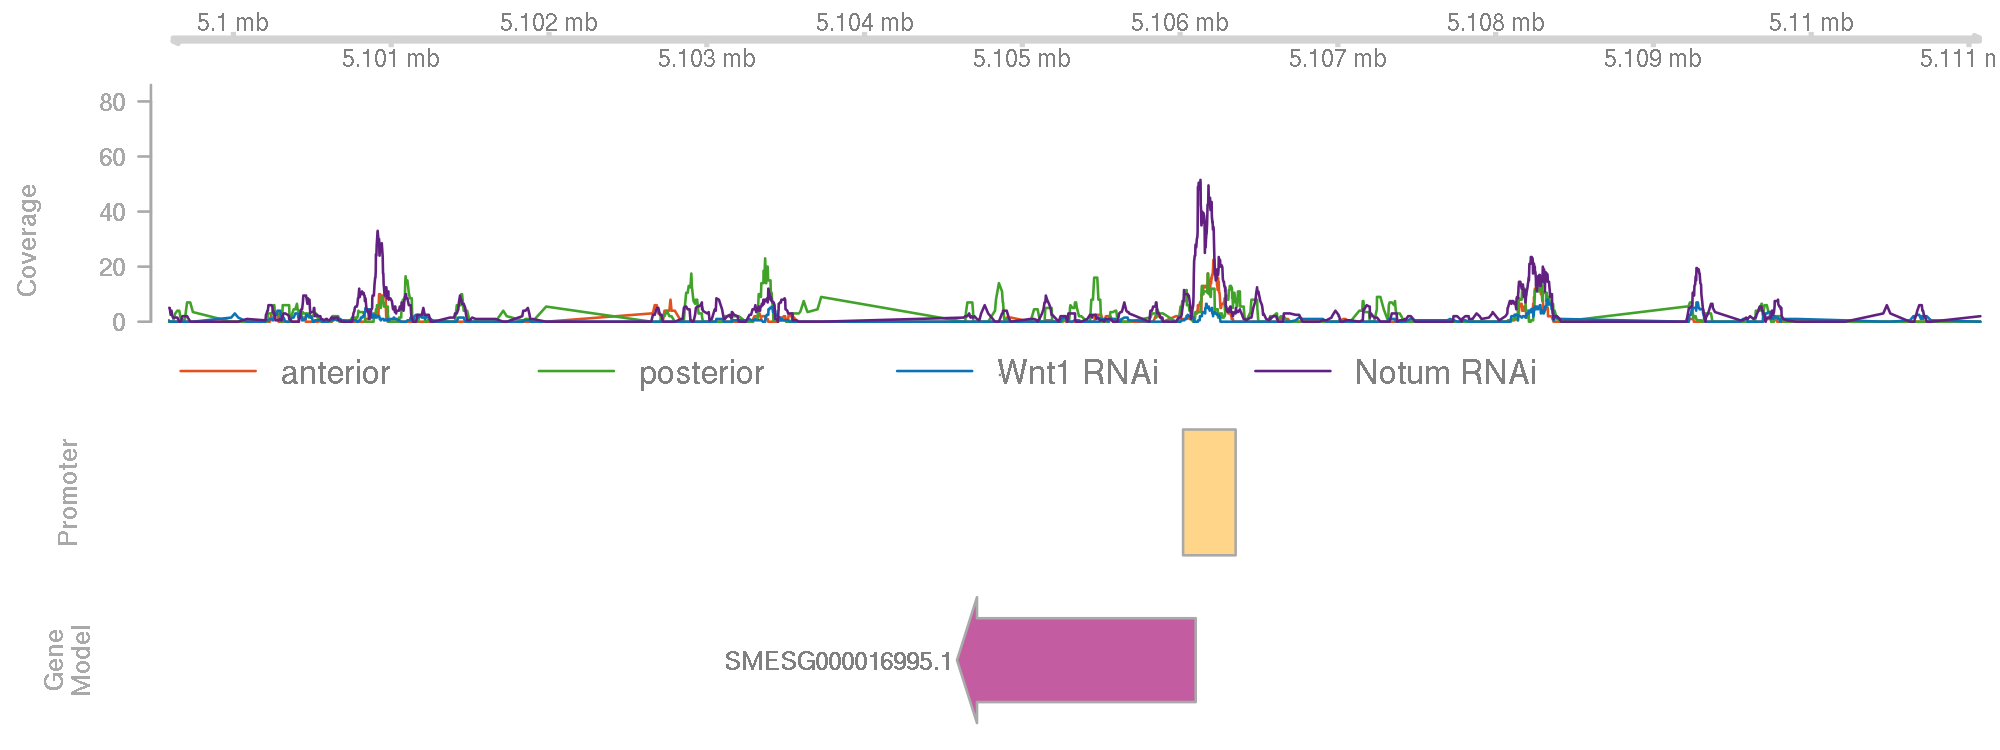 5.1 mb 5.102 mb 5.104 mb 5.106 mb 5.108 mb 5.11 mb
5.101 mb 5.103 mb 5.105 mb 5.107 mb 5.109 mb 5.111 n
80
60
40
20
0
Coverage
anterior posterior Wnt1 RNAi Notum RNAi
Promoter
Gene
Model
SMESG000016995.1